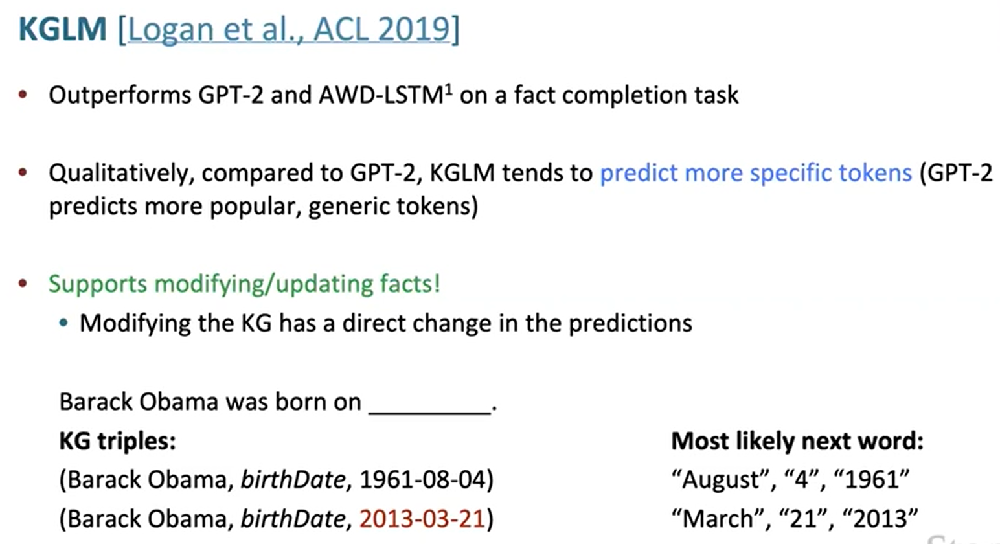 KGLM [Logan et al., ACL 2019]
• Outperforms GPT-2 and AWD-LSTM¹ on a fact completion task
• Qualitatively, compared to GPT-2, KGLM tends to predict more specific tokens (GPT-2
predicts more popular, generic tokens)
• Supports modifying/updating facts!
• Modifying the KG has a direct change in the predictions
Barack Obama was born on __________.
KG triples: Most likely next word:
(Barack Obama, birthDate, 1961-08-04) “August”, “4”, “1961”
(Barack Obama, birthDate, 2013-03-21) “March”, “21”, “2013”